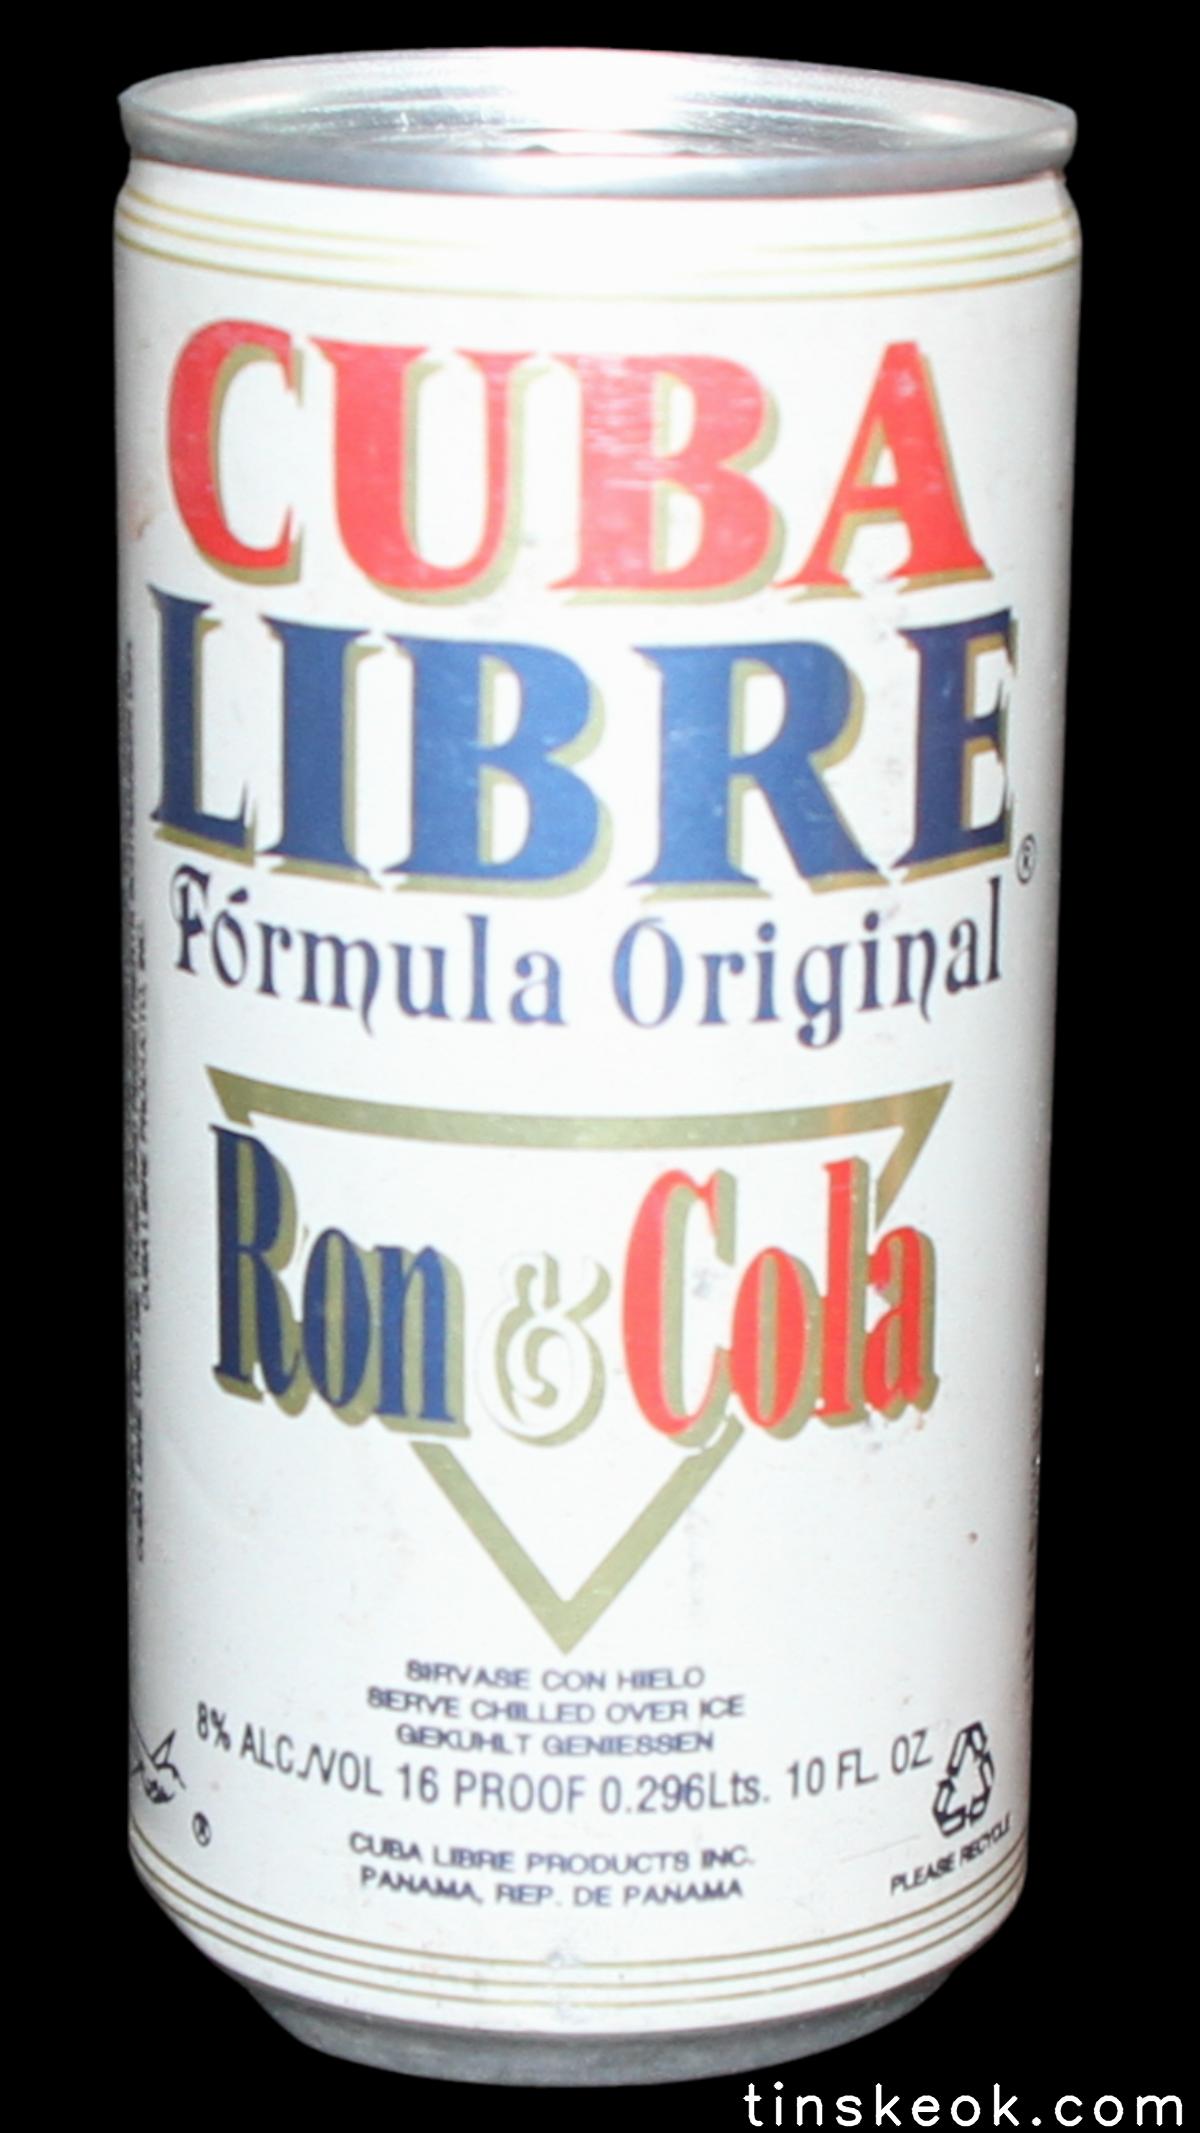 CUBA
LIBRE
®
Fórmula Original
Ron & Cola
SIRVASE CON HIELO
SERVE CHILLED OVER ICE
GEKUHLT GENIESSEN
8% ALC./VOL 16 PROOF 0.296Lts. 10 FL. OZ
®
PLEASE RECYCLE
CUBA LIBRE PRODUCTS INC.
PANAMA, REP. DE PANAMA
tinskeok.com